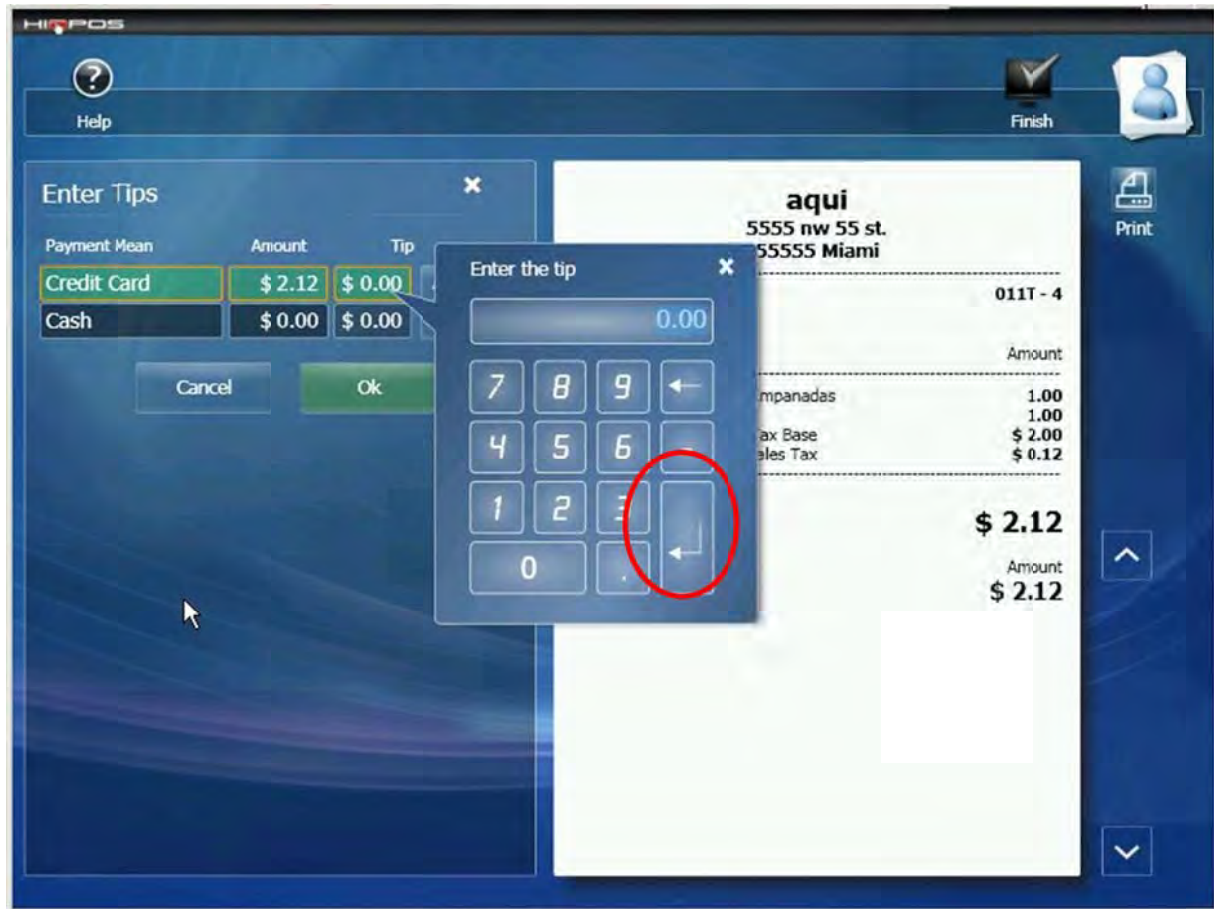 HIOPOS
Help
Finish
Enter Tips
Payment Mean Amount Tip
Credit Card $ 2.12 $ 0.00
Cash $ 0.00 $ 0.00
Cancel Ok
Enter the tip
0.00
7 8 9
4 5 6 -
1 2 3
0 .
aqui
5555 nw 55 st.
55555 Miami
011T - 4
Amount
mpanadas 1.00
1.00
ax Base $ 2.00
ales Tax $ 0.12
$ 2.12
Amount
$ 2.12
Print